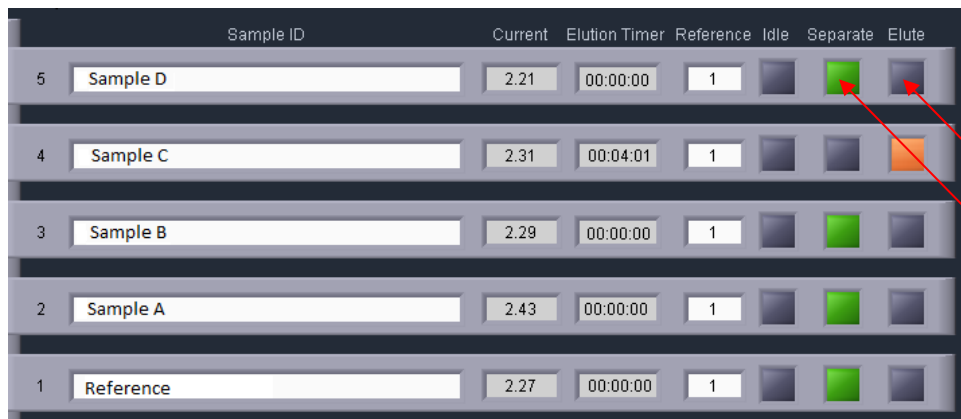 Sample ID Current Elution Timer Reference Idle Separate Elute
5 Sample D 2.21 00:00:00 1
4 Sample C 2.31 00:04:01 1
3 Sample B 2.29 00:00:00 1
2 Sample A 2.43 00:00:00 1
1 Reference 2.27 00:00:00 1